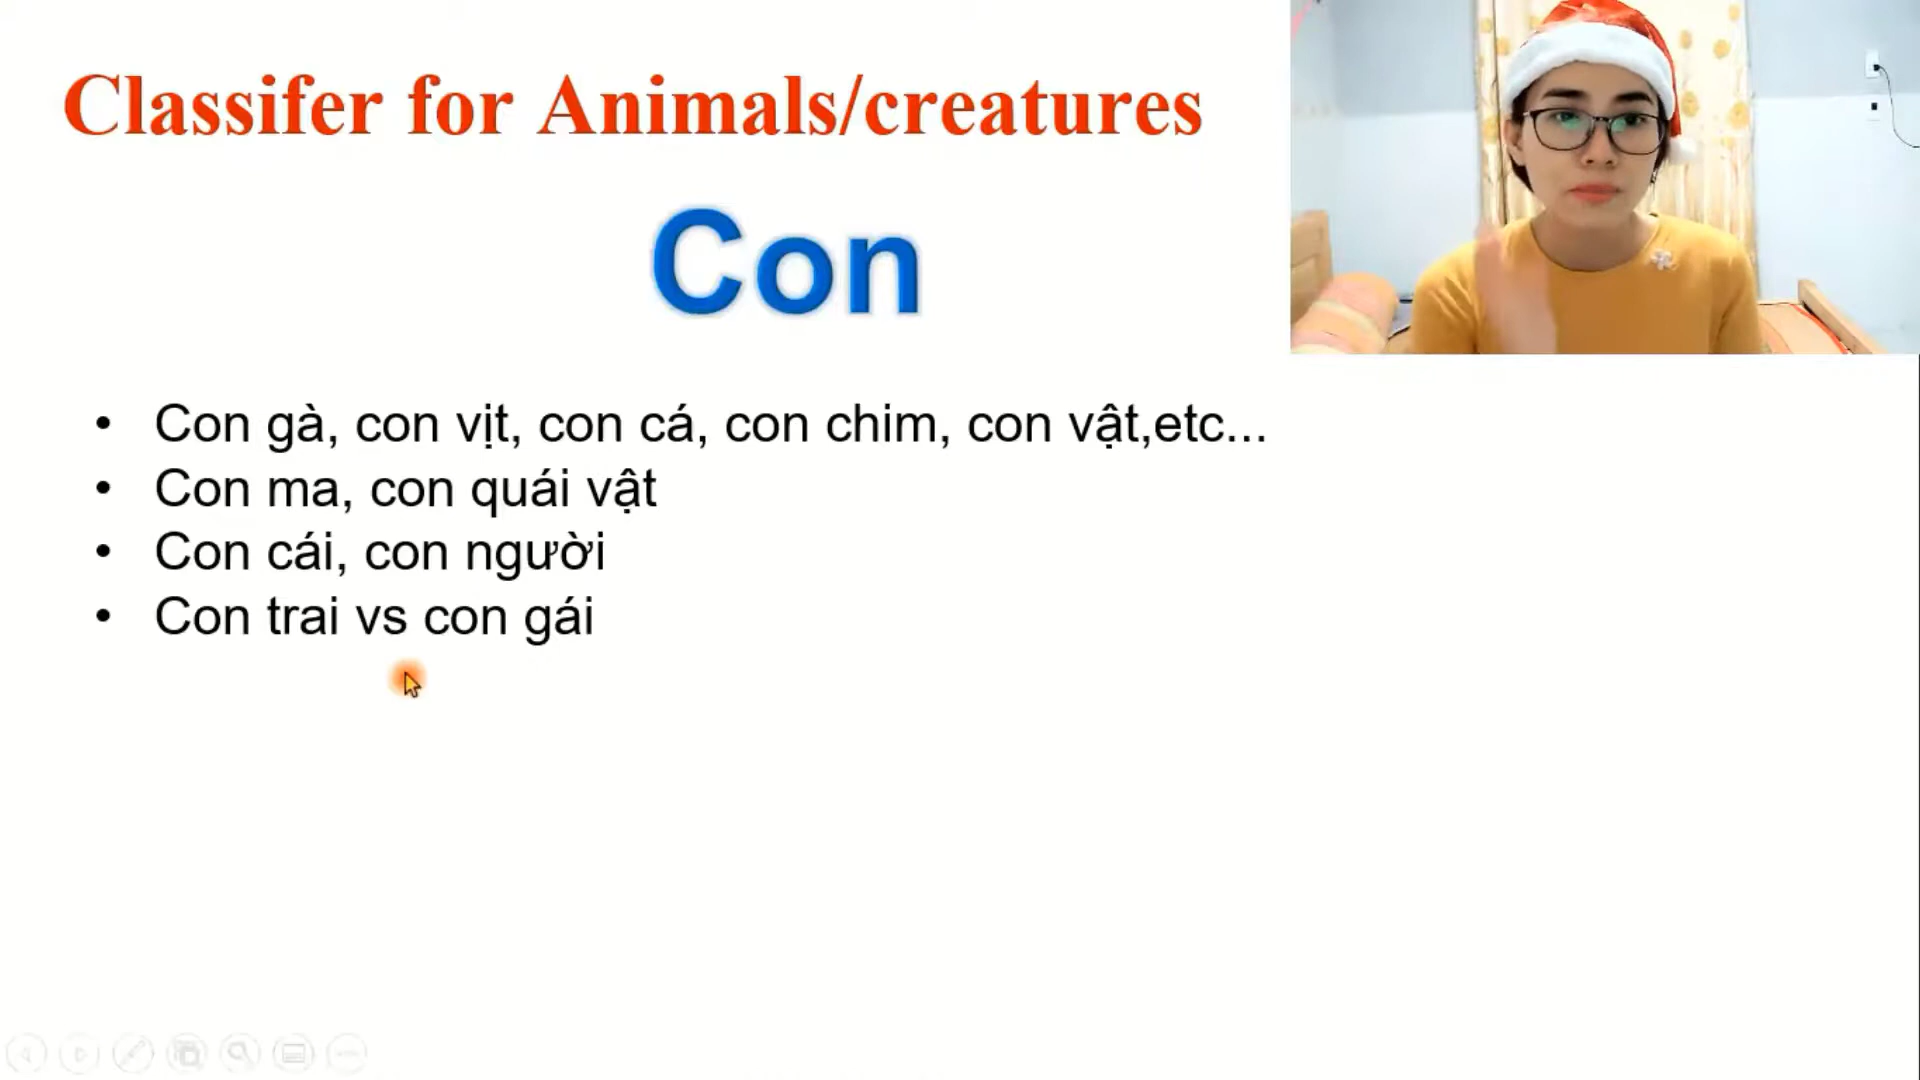 Classifer for Animals/creatures
Con
• Con gà, con vịt, con cá, con chim, con vật,etc...
• Con ma, con quái vật
• Con cái, con người
• Con trai vs con gái